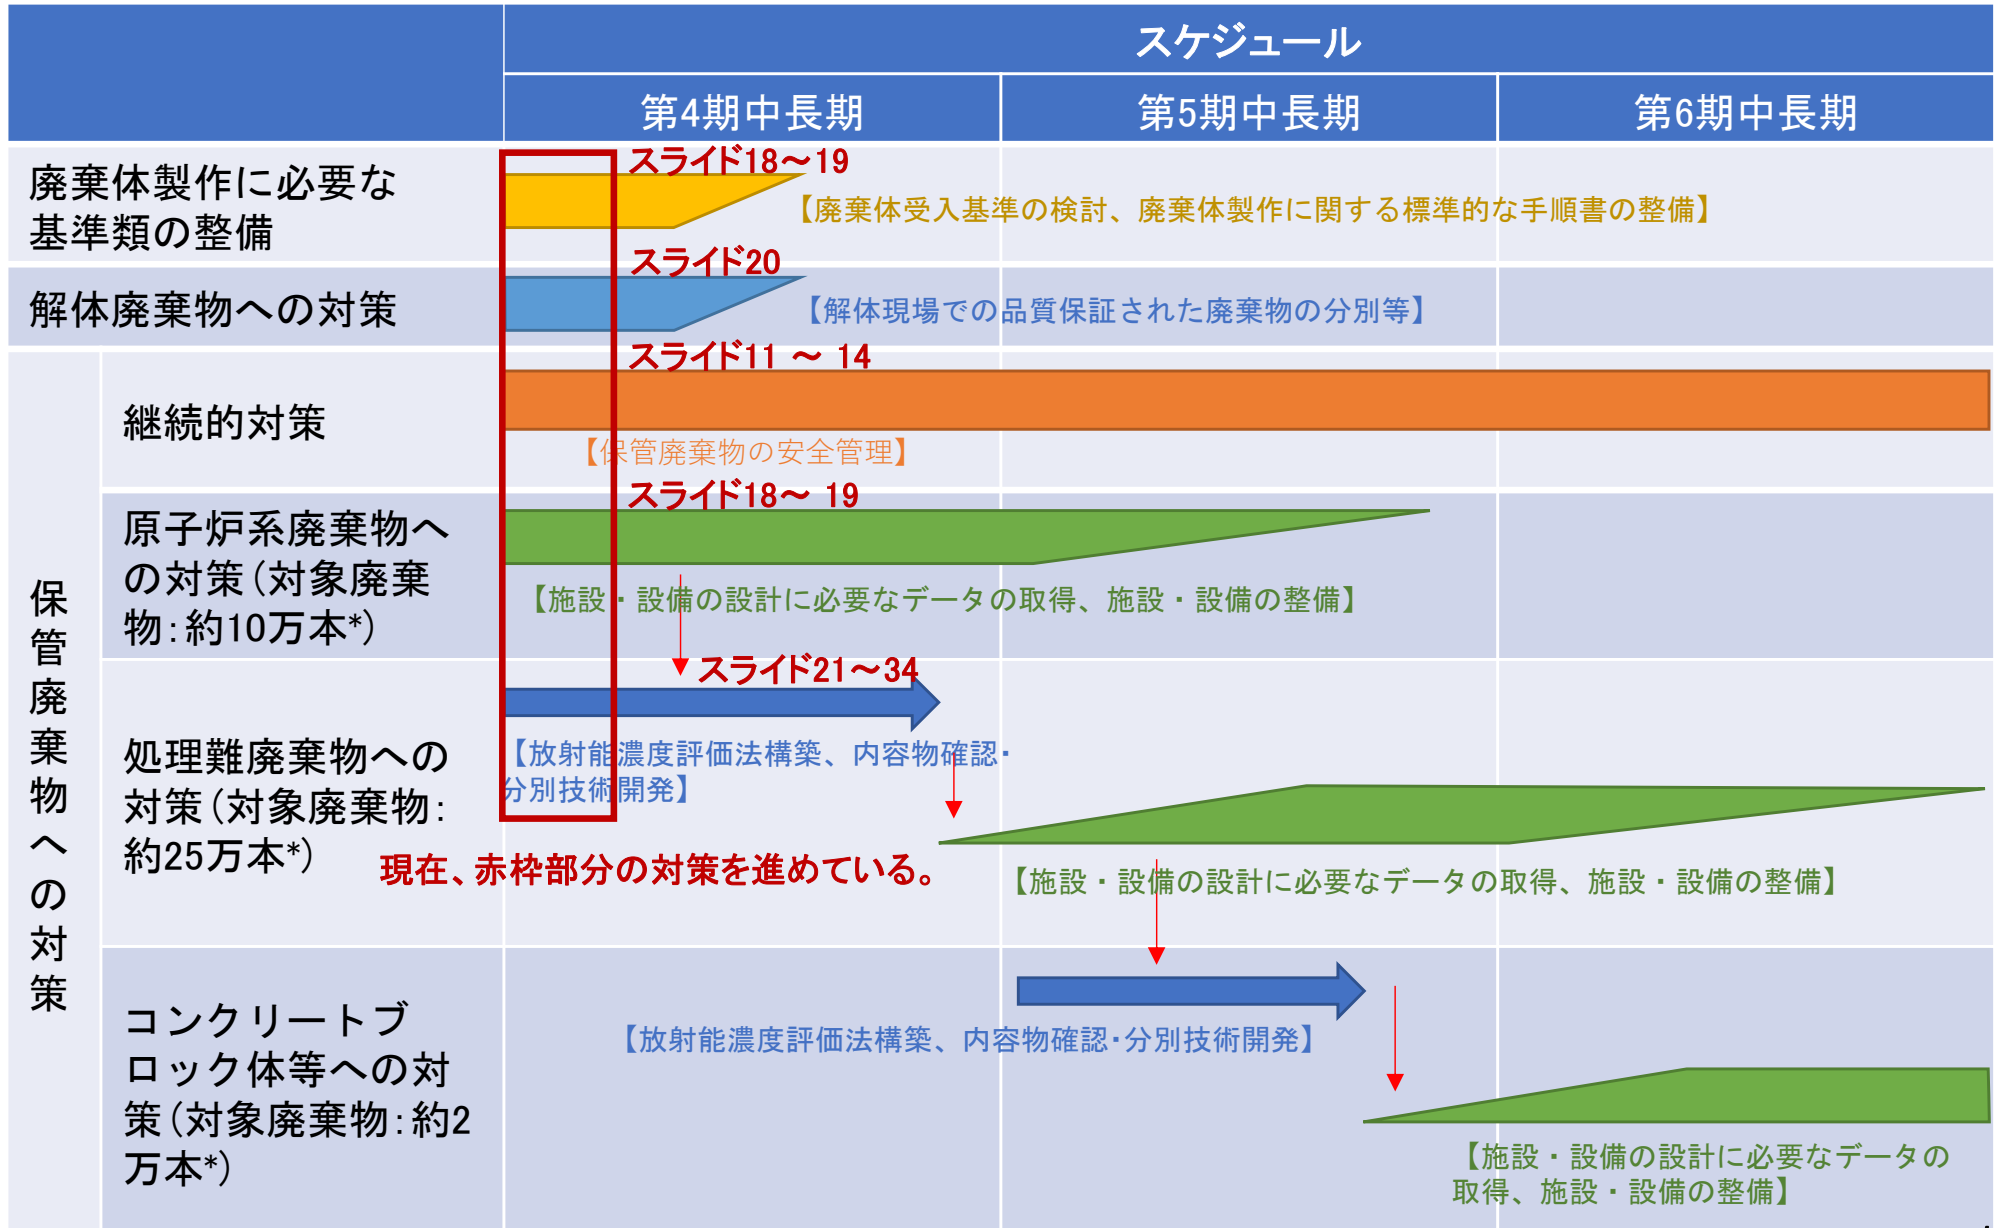 スケジュール
第4期中長期
第5期中長期
第6期中長期
廃棄体製作に必要な
基準類の整備
スライド18～19
【廃棄体受入基準の検討、廃棄体製作に関する標準的な手順書の整備】
解体廃棄物への対策
スライド20
【解体現場での品質保証された廃棄物の分別等】
保管廃棄物への対策
継続的対策
スライド11 ～ 14
【保管廃棄物の安全管理】
原子炉系廃棄物へ
の対策(対象廃棄
物:約10万本*)
スライド18～ 19
【施設・設備の設計に必要なデータの取得、施設・設備の整備】
処理難廃棄物への
対策(対象廃棄物:
約25万本*)
スライド21～34
【放射能濃度評価法構築、内容物確認・
分別技術開発】
現在、赤枠部分の対策を進めている。
【施設・設備の設計に必要なデータの取得、施設・設備の整備】
コンクリートブ
ロック体等への対
策(対象廃棄物:約2
万本*)
【放射能濃度評価法構築、内容物確認・分別技術開発】
【施設・設備の設計に必要なデータの
取得、施設・設備の整備】